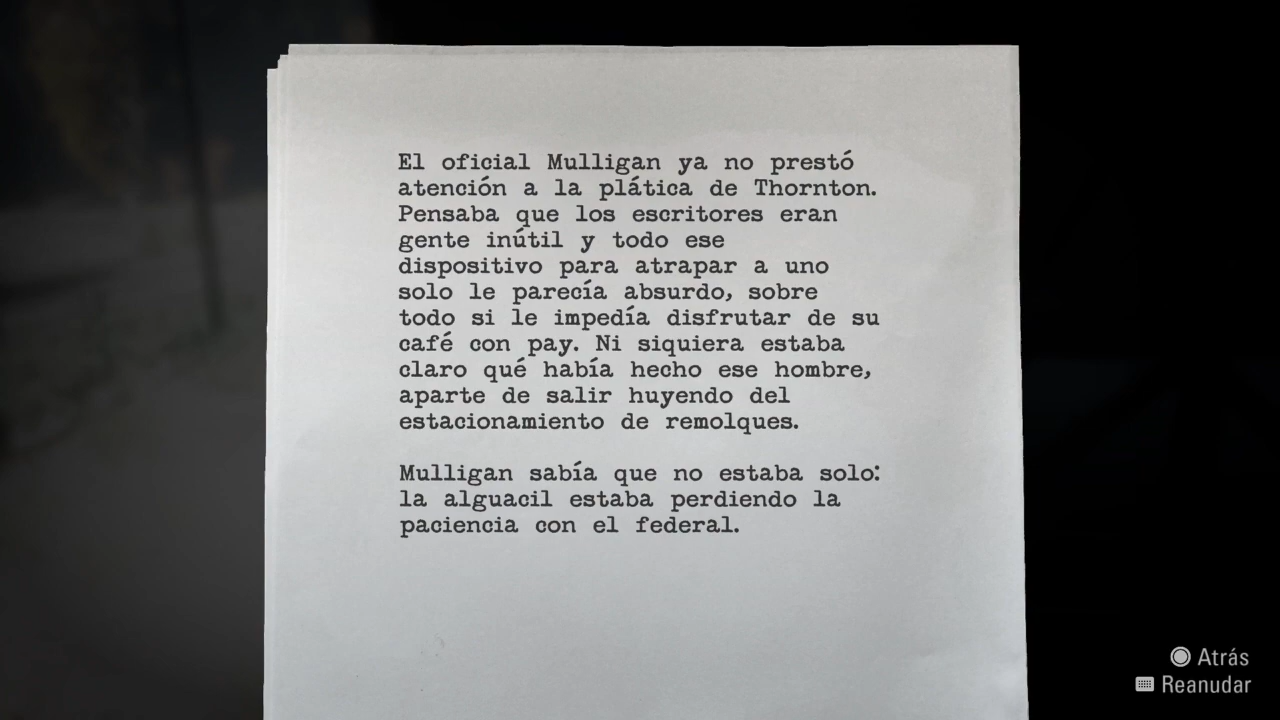 El oficial Mulligan ya no prestó
atención a la plática de Thornton.
Pensaba que los escritores eran
gente inútil y todo ese
dispositivo para atrapar a uno
solo le parecía absurdo, sobre
todo si le impedía disfrutar de su
café con pay. Ni siquiera estaba
claro qué había hecho ese hombre,
aparte de salir huyendo del
estacionamiento de remolques.
Mulligan sabía que no estaba solo:
la alguacil estaba perdiendo la
paciencia con el federal.
Atrás
Reanudar